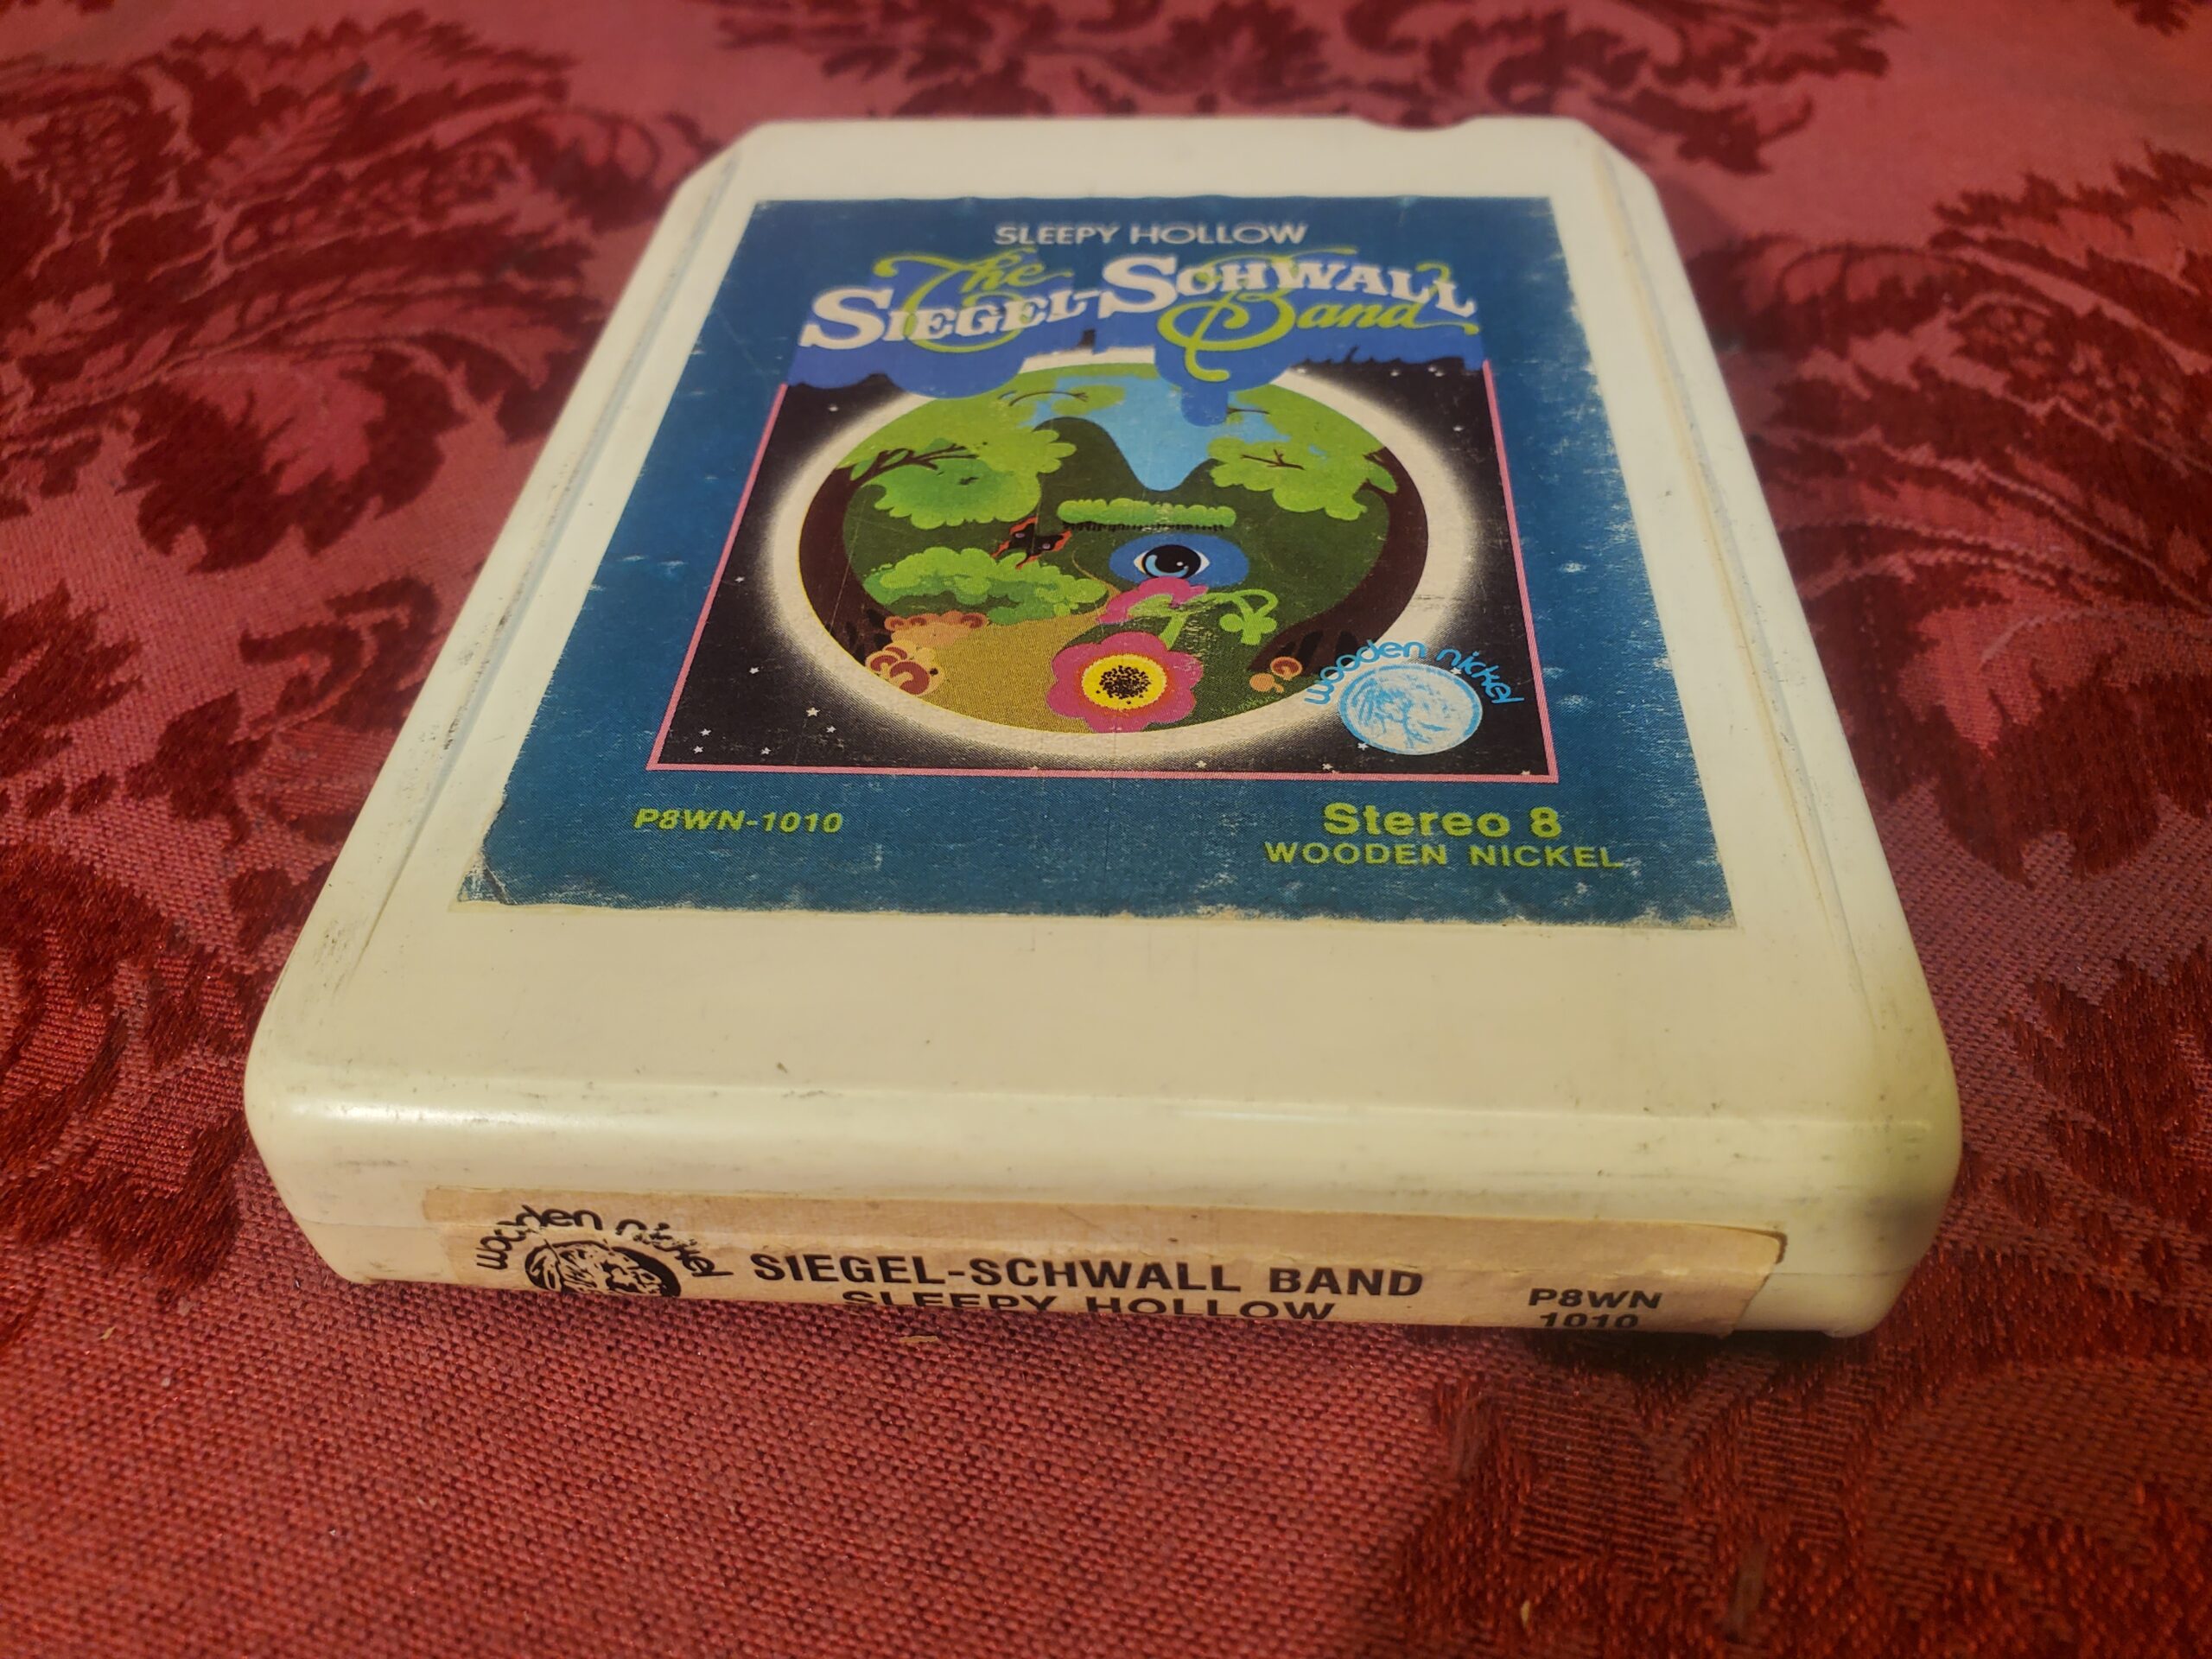 SLEEPY HOLLOW
The
SIEGEL-SCHWALL
Band
wooden nickel
P8WN-1010
Stereo 8
WOODEN NICKEL
wooden nickel
SIEGEL-SCHWALL BAND
SLEEPY HOLLOW
P8WN
1010